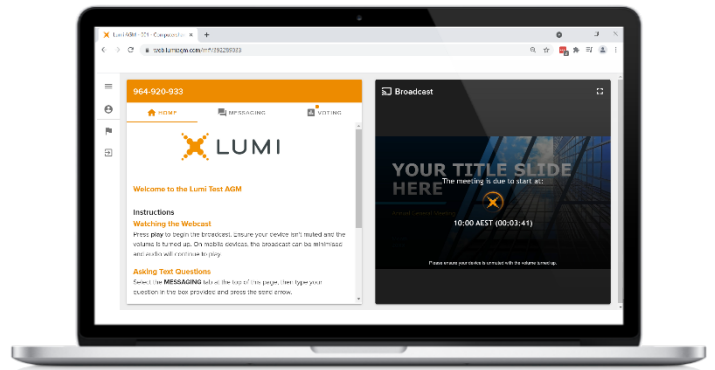 964-920-933
HOME
MESSAGING
VOTING
LUMI
Welcome to the Lumi Test AGM
Instructions
Watching the Webcast
Press play to begin the broadcast. Ensure your device isn't muted and the
volume is turned up. On mobile devices, the broadcast can be minimised
and audio will continue to play.
Asking Text Questions
Select the MESSAGING tab at the top of this page, then type your
question in the box provided and press the send arrow.
Broadcast
YOUR TITLE SLIDE
HERE
The meeting is due to start at:
10:00 AEST (00:03:41)
Please ensure your device is unmuted with the volume turned up.